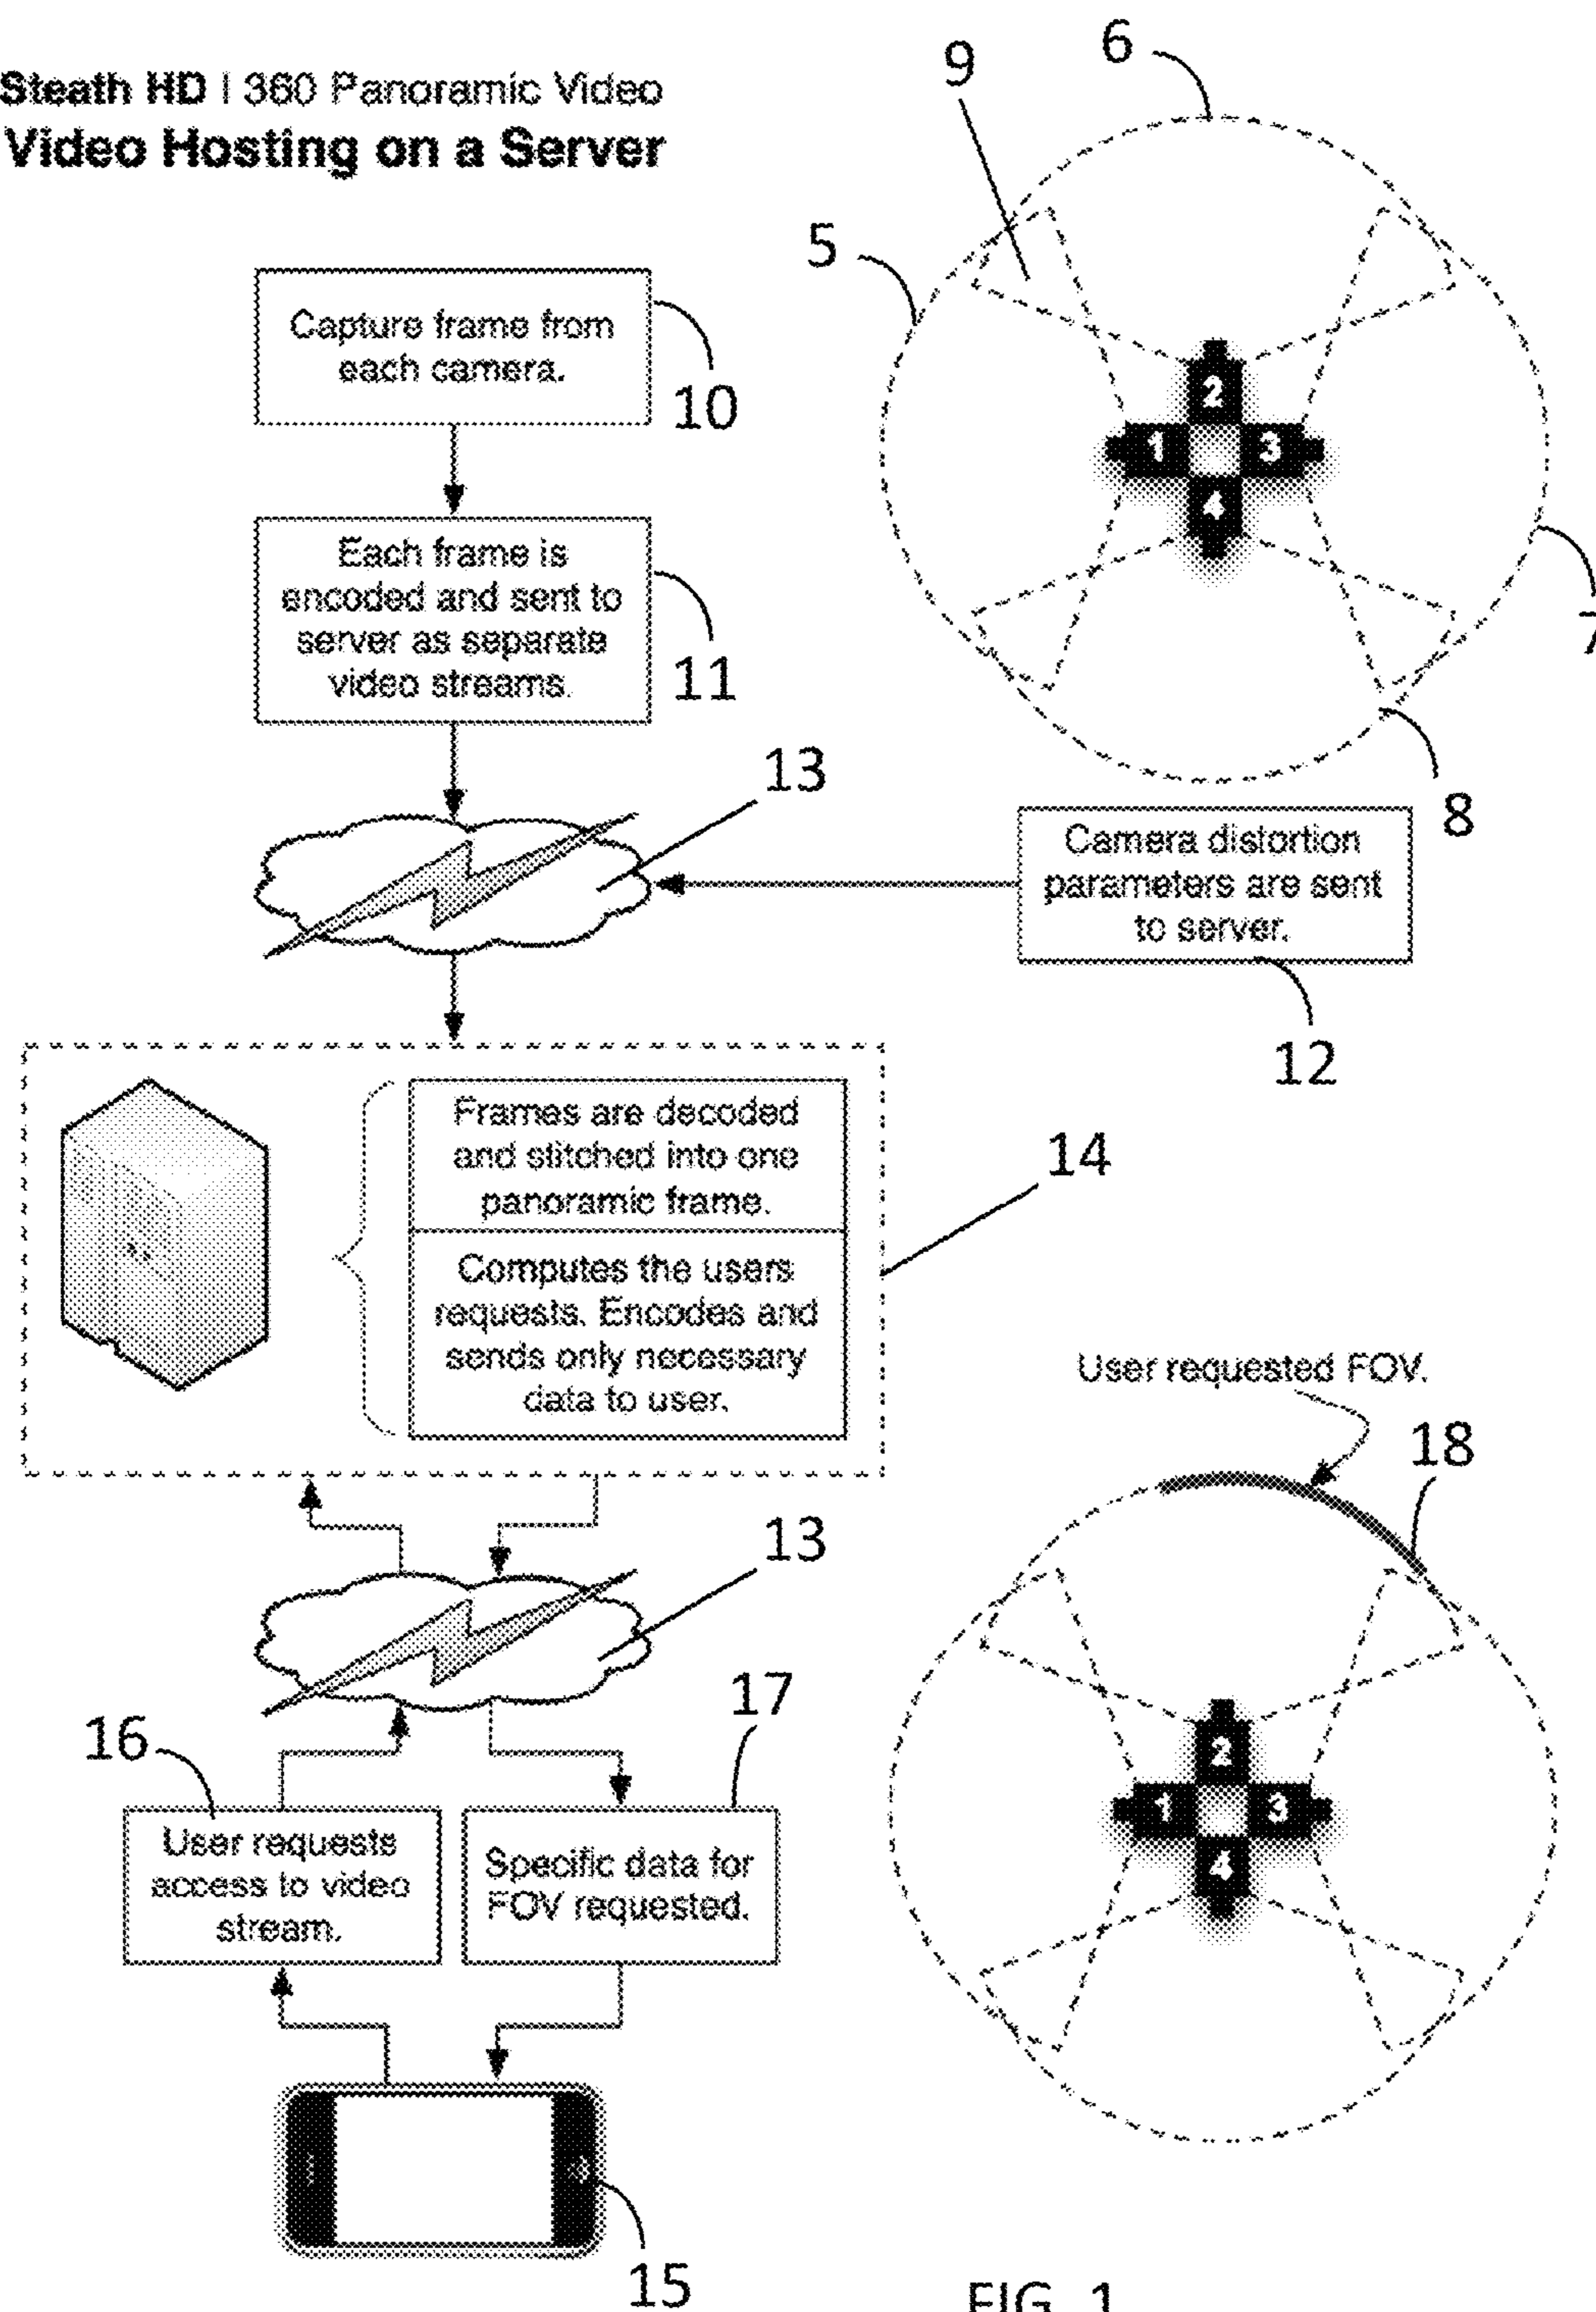 Steath HD | 360 Panoramic Video
Video Hosting on a Server
9
6
5
Capture frame from
each camera.
10
2
1
3
4
Each frame is
encoded and sent to
server as separate
video streams.
11
7
13
8
Camera distortion
parameters are sent
to server.
12
Frames are decoded
and stitched into one
panoramic frame.
14
Computes the users
requests. Encodes and
sends only necessary
data to user.
User requested FOV.
18
13
17
16
User requests
access to video
stream.
Specific data for
FOV requested.
2
1
3
4
15
FIG. 1